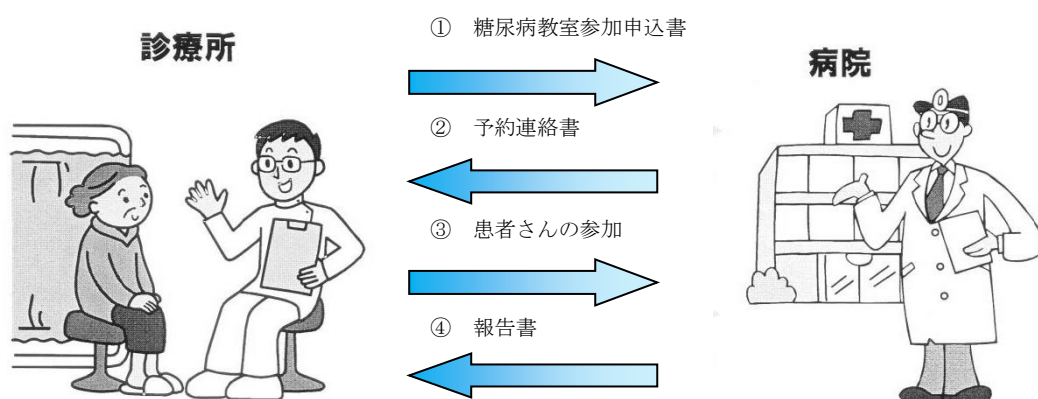 診療所
病院
① 糖尿病教室参加申込書
② 予約連絡書
③ 患者さんの参加
④ 報告書